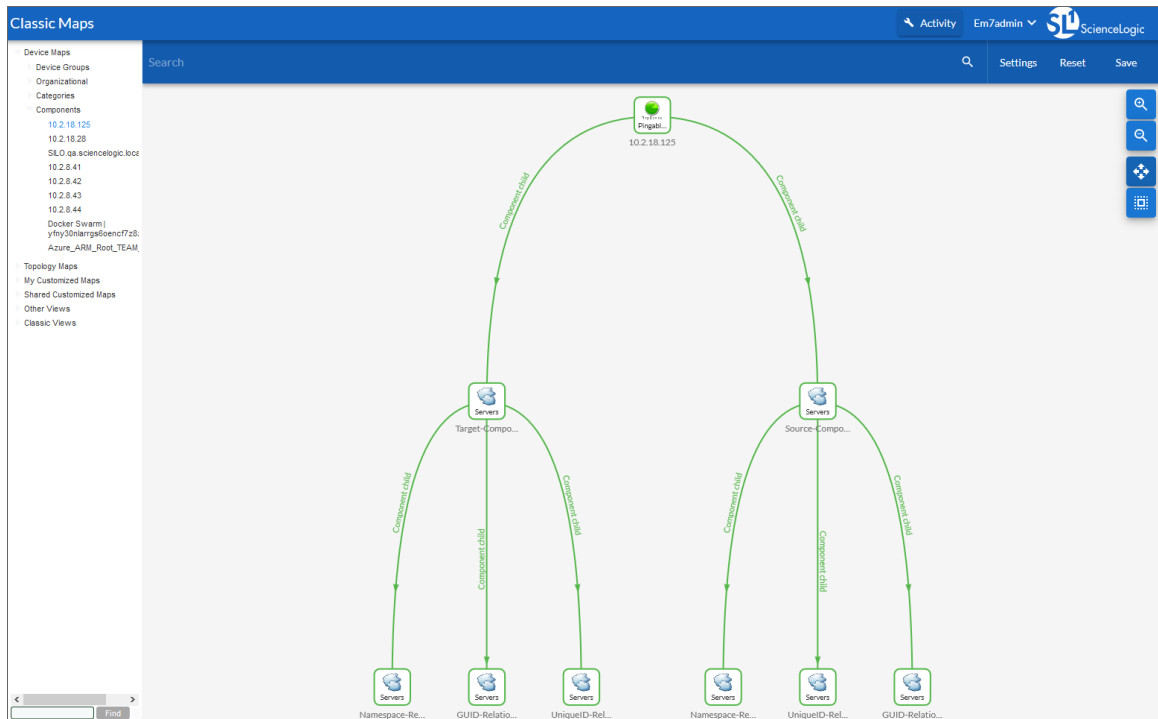 Classic Maps
Activity
Em7admin
SL1 ScienceLogic
Device Maps
Device Groups
Organizational
Categories
Components
10.2.18.125
10.2.18.28
SILO.qa.sciencelogic.loca
10.2.8.41
10.2.8.42
10.2.8.43
10.2.8.44
Docker Swarm |
yfny30nlarrgs6oencf7z8
Azure_ARM_Root_TEAM_
Topology Maps
My Customized Maps
Shared Customized Maps
Other Views
Classic Views
Find
Search
Settings
Reset
Save
Pingabl...
10.2.18.125
Component child
Component child
Servers
Target-Compo...
Servers
Source-Compo...
Component child
Component child
Component child
Component child
Component child
Component child
Servers
Namespace-Re...
Servers
GUID-Relatio...
Servers
UniqueID-Rel...
Servers
Namespace-Re...
Servers
UniqueID-Rel...
Servers
GUID-Relatio...